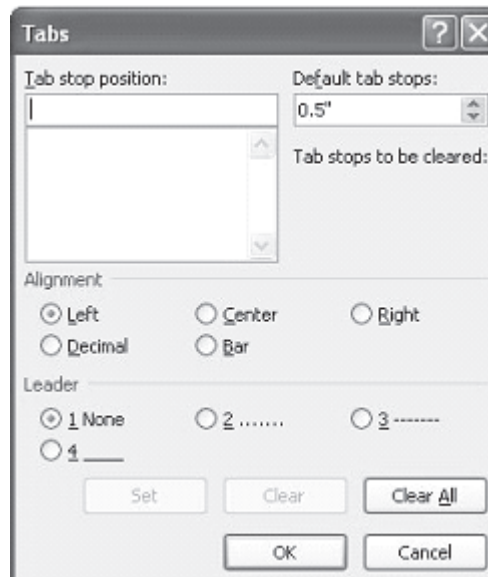 Tabs
Tab stop position:
Default tab stops:
0.5"
Tab stops to be cleared:
Alignment
Left Center Right
Decimal Bar
Leader
1 None 2 ....... 3 -------
4 ____
Set Clear Clear All
OK Cancel